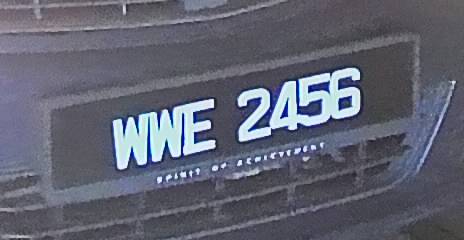 WWE 2456
SPIRIT OF ACHIEVEMENT